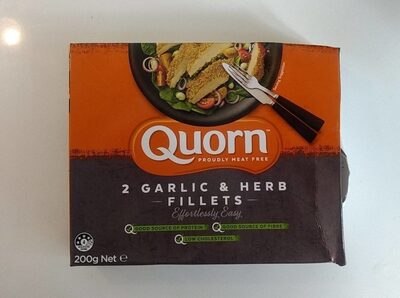 Quorn™
PROUDLY MEAT FREE
2 GARLIC & HERB
FILLETS
Effortlessly Easy
GOOD SOURCE OF PROTEIN
GOOD SOURCE OF FIBRE
LOW CHOLESTEROL
200g Net ℮